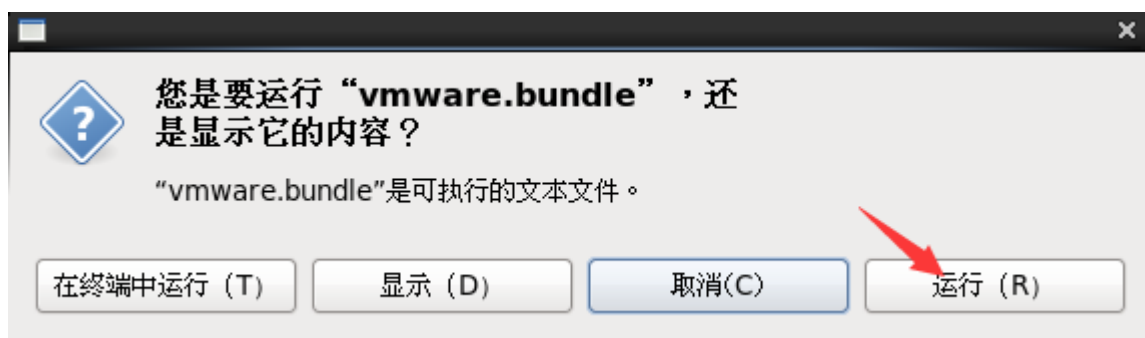 您是要运行“vmware.bundle”，还
是显示它的内容？
“vmware.bundle”是可执行的文本文件。
在终端中运行（T）
显示（D）
取消(C)
运行（R）